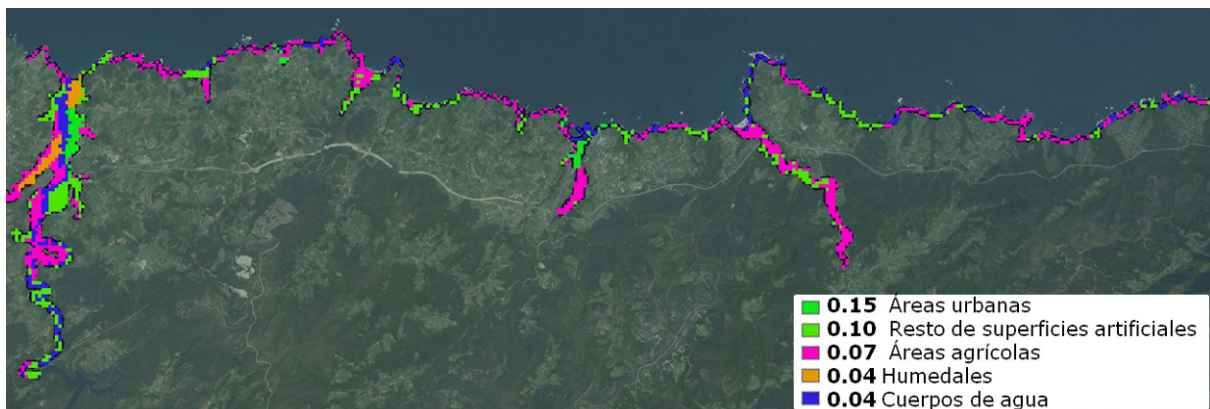 0.15 Áreas urbanas
0.10 Resto de superficies artificiales
0.07 Áreas agrícolas
0.04 Humedales
0.04 Cuerpos de agua